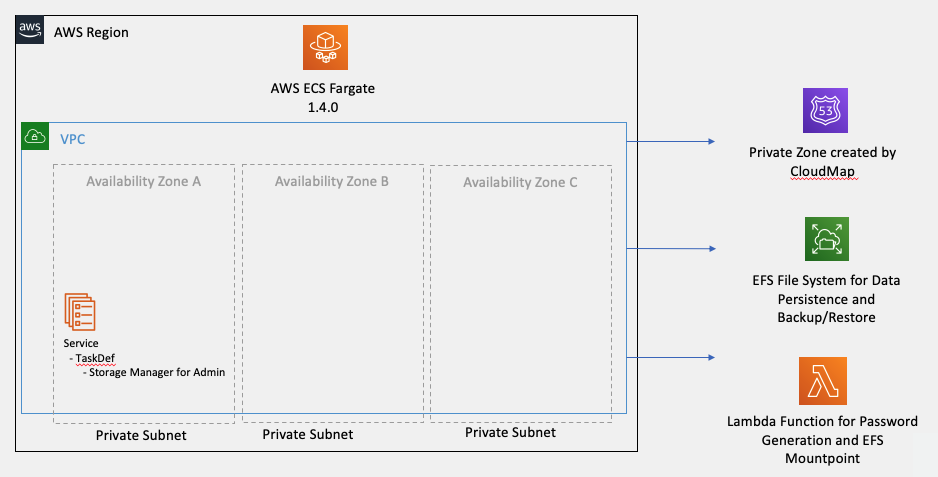 aws
AWS Region
AWS ECS Fargate
1.4.0
VPC
Availability Zone A
Availability Zone B
Availability Zone C
Service
- TaskDef
- Storage Manager for Admin
Private Subnet
Private Subnet
Private Subnet
53
Private Zone created by
CloudMap
EFS File System for Data
Persistence and
Backup/Restore
Lambda Function for Password
Generation and EFS
Mountpoint